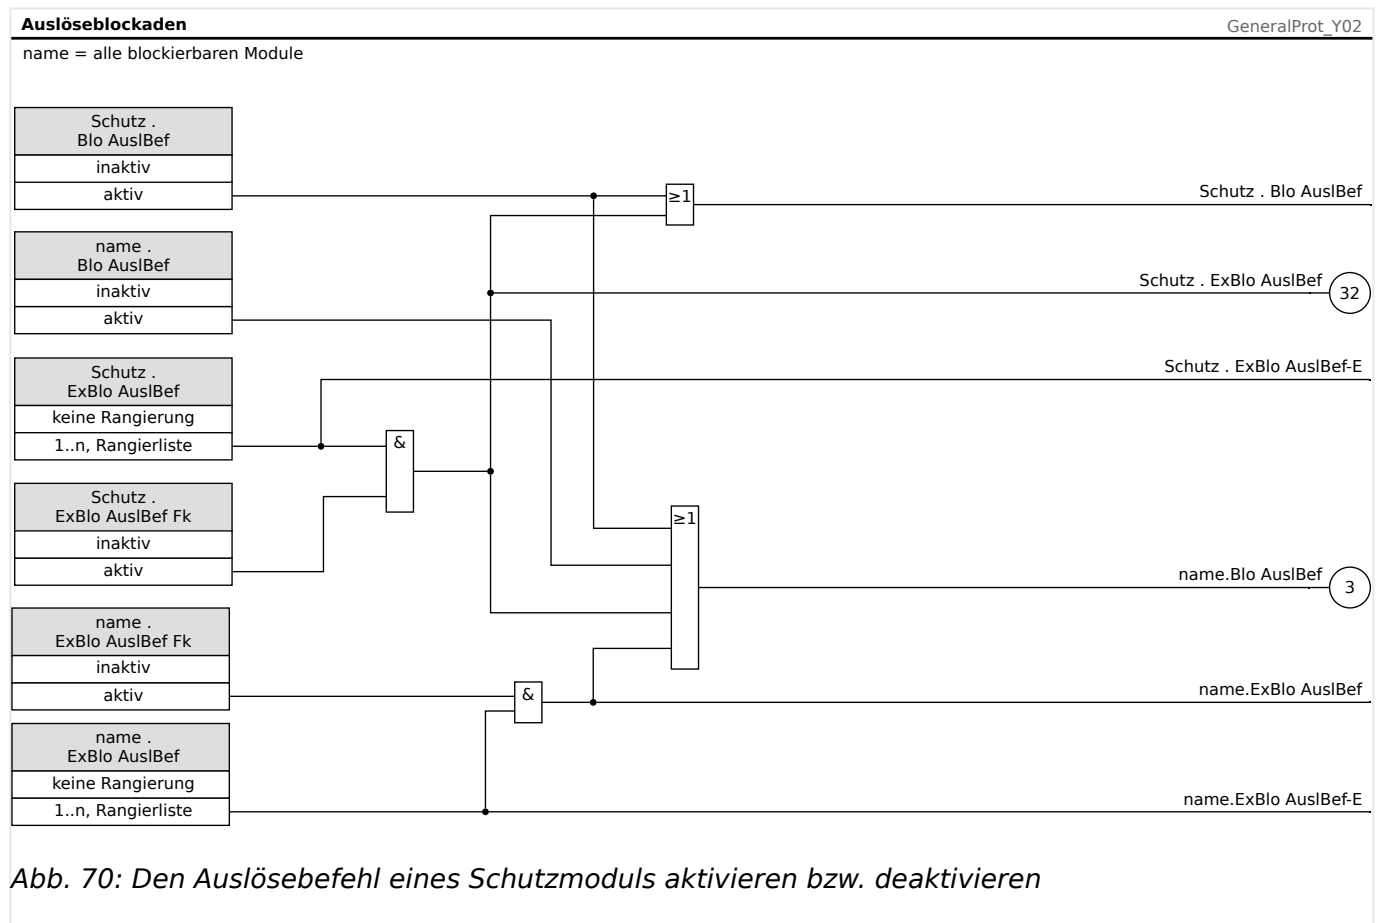 Auslöseblockaden
GeneralProt_Y02
name = alle blockierbaren Module
Schutz .
Blo AuslBef
inaktiv
aktiv
≥1
Schutz . Blo AuslBef
name .
Blo AuslBef
inaktiv
aktiv
Schutz . ExBlo AuslBef
32
Schutz .
ExBlo AuslBef
keine Rangierung
1..n, Rangierliste
Schutz . ExBlo AuslBef-E
&
Schutz .
ExBlo AuslBef Fk
inaktiv
aktiv
≥1
name.Blo AuslBef
3
name .
ExBlo AuslBef Fk
inaktiv
aktiv
&
name.ExBlo AuslBef
name .
ExBlo AuslBef
keine Rangierung
1..n, Rangierliste
name.ExBlo AuslBef-E
Abb. 70: Den Auslösebefehl eines Schutzmoduls aktivieren bzw. deaktivieren